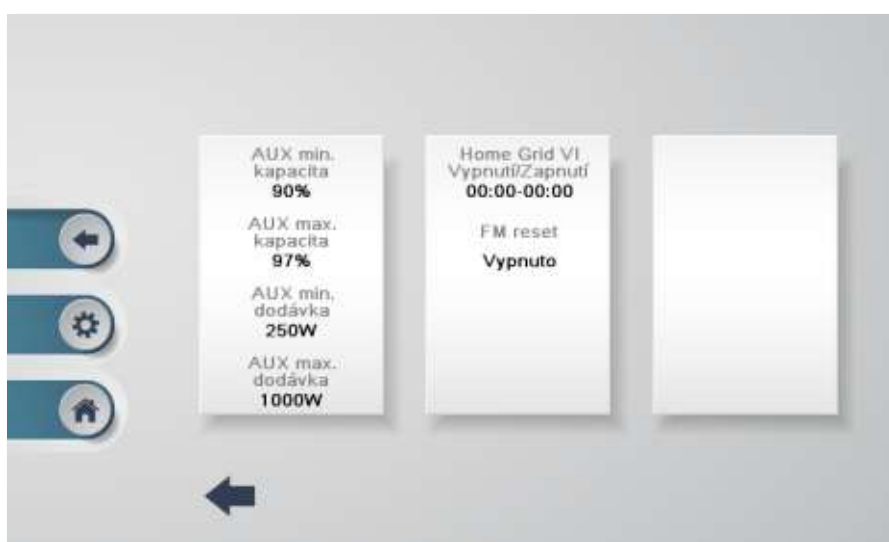 AUX min.
kapacita
90%
AUX max.
kapacita
97%
AUX min.
dodávka
250W
AUX max.
dodávka
1000W
Home Grid VI
Vypnutí/Zapnutí
00:00-00:00
FM reset
Vypnuto